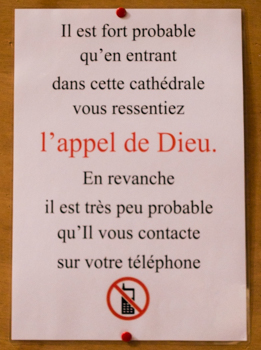 Il est fort probable
qu'en entrant
dans cette cathédrale
vous ressentiez
l'appel de Dieu.
En revanche
il est très peu probable
qu'Il vous contacte
sur votre téléphone